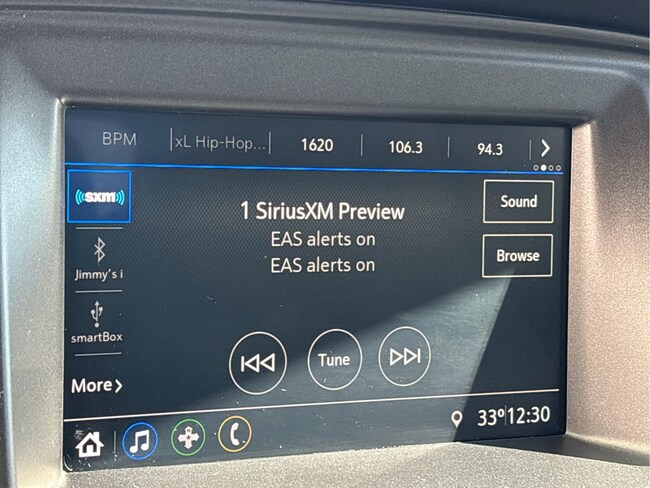 BPM xL Hip-Hop... 1620 106.3 94.3
sxm
1 SiriusXM Preview
EAS alerts on
EAS alerts on
Sound
Browse
Jimmy's i
smartBox
Tune
More
33° 12:30